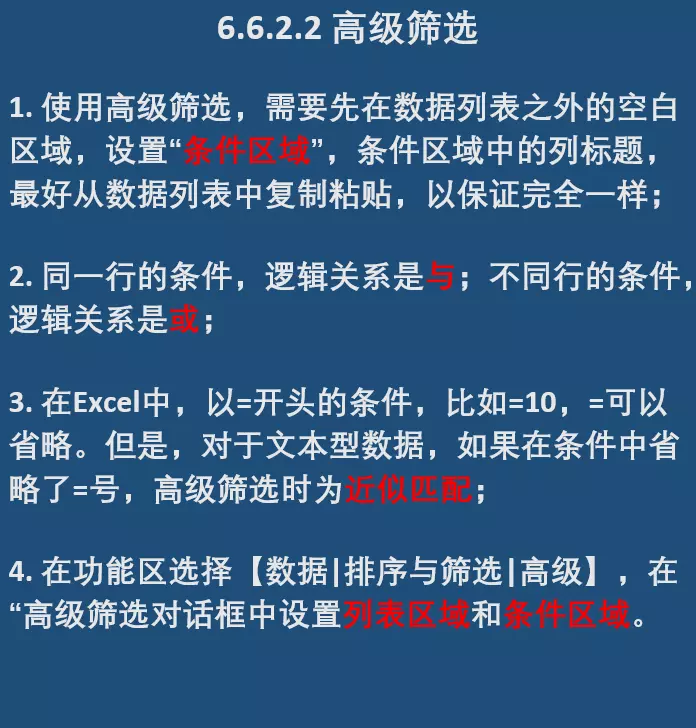 6.6.2.2 高级筛选
1. 使用高级筛选，需要先在数据列表之外的空白
区域，设置“条件区域”，条件区域中的列标题，
最好从数据列表中复制粘贴，以保证完全一样；
2. 同一行的条件，逻辑关系是与；不同行的条件，
逻辑关系是或；
3. 在Excel中，以=开头的条件，比如=10，=可以
省略。但是，对于文本型数据，如果在条件中省
略了=号，高级筛选时为近似匹配；
4. 在功能区选择【数据|排序与筛选|高级】，在
“高级筛选对话框中设置列表区域和条件区域。